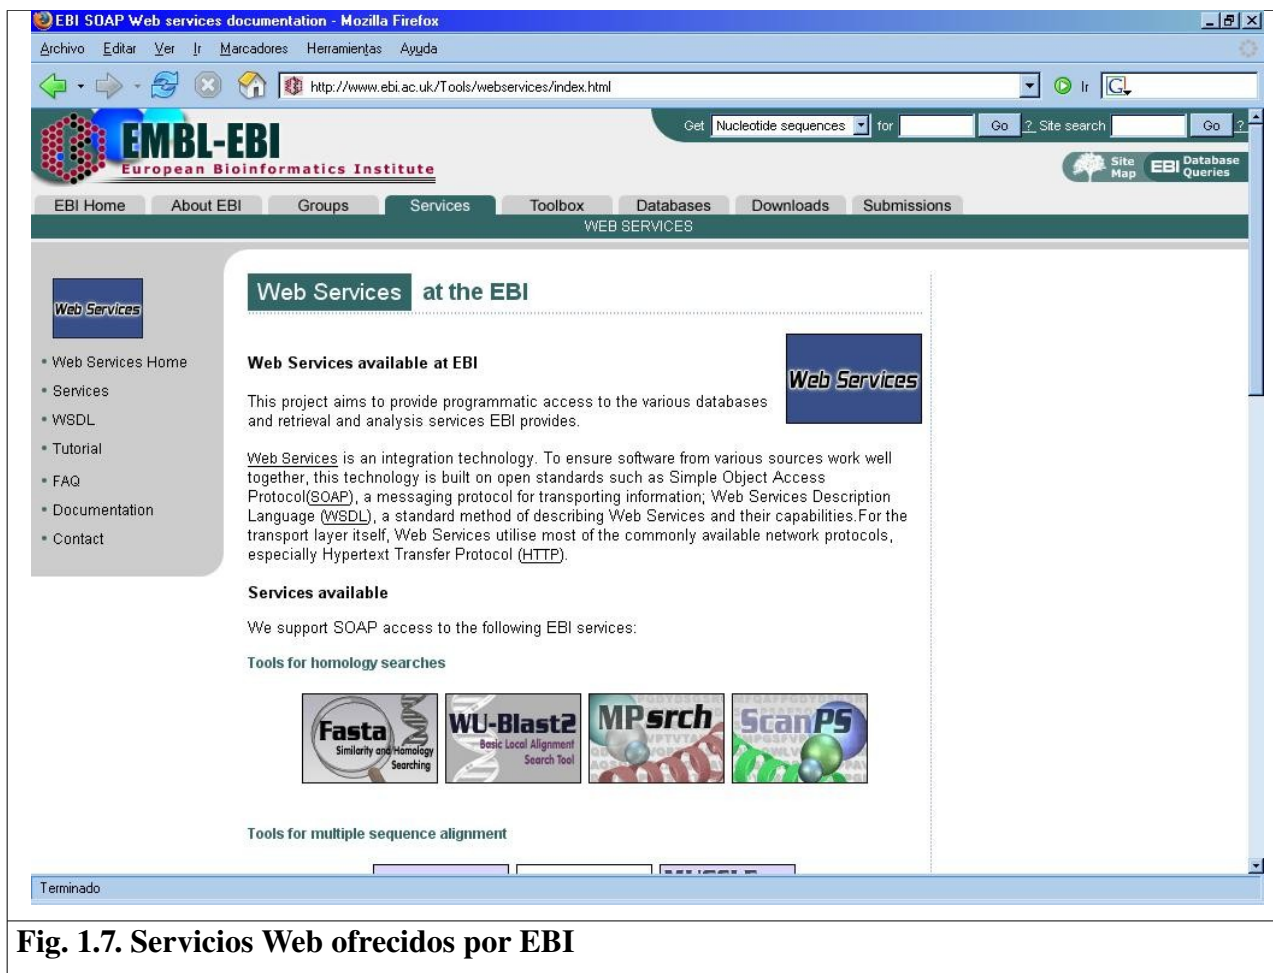 EBI SOAP Web services documentation - Mozilla Firefox
Archivo Editar Ver Ir Marcadores Herramientas Ayuda
http://www.ebi.ac.uk/Tools/webservices/index.html Ir G
EMBL-EBI
European Bioinformatics Institute
Get Nucleotide sequences for Go ? Site search Go ?
Site Map EBI Database Queries
EBI Home About EBI Groups Services Toolbox Databases Downloads Submissions
WEB SERVICES
Web Services
• Web Services Home
• Services
• WSDL
• Tutorial
• FAQ
• Documentation
• Contact
Web Services at the EBI
Web Services available at EBI
Web Services
This project aims to provide programmatic access to the various databases
and retrieval and analysis services EBI provides.
Web Services is an integration technology. To ensure software from various sources work well
together, this technology is built on open standards such as Simple Object Access
Protocol(SOAP), a messaging protocol for transporting information; Web Services Description
Language (WSDL), a standard method of describing Web Services and their capabilities.For the
transport layer itself, Web Services utilise most of the commonly available network protocols,
especially Hypertext Transfer Protocol (HTTP).
Services available
We support SOAP access to the following EBI services:
Tools for homology searches
Fasta
Similarity and Homology
Searching
WU-Blast2
Basic Local Alignment
Search Tool
MPsrch
ScanPS
Tools for multiple sequence alignment
MUSCLE
Terminado
Fig. 1.7. Servicios Web ofrecidos por EBI